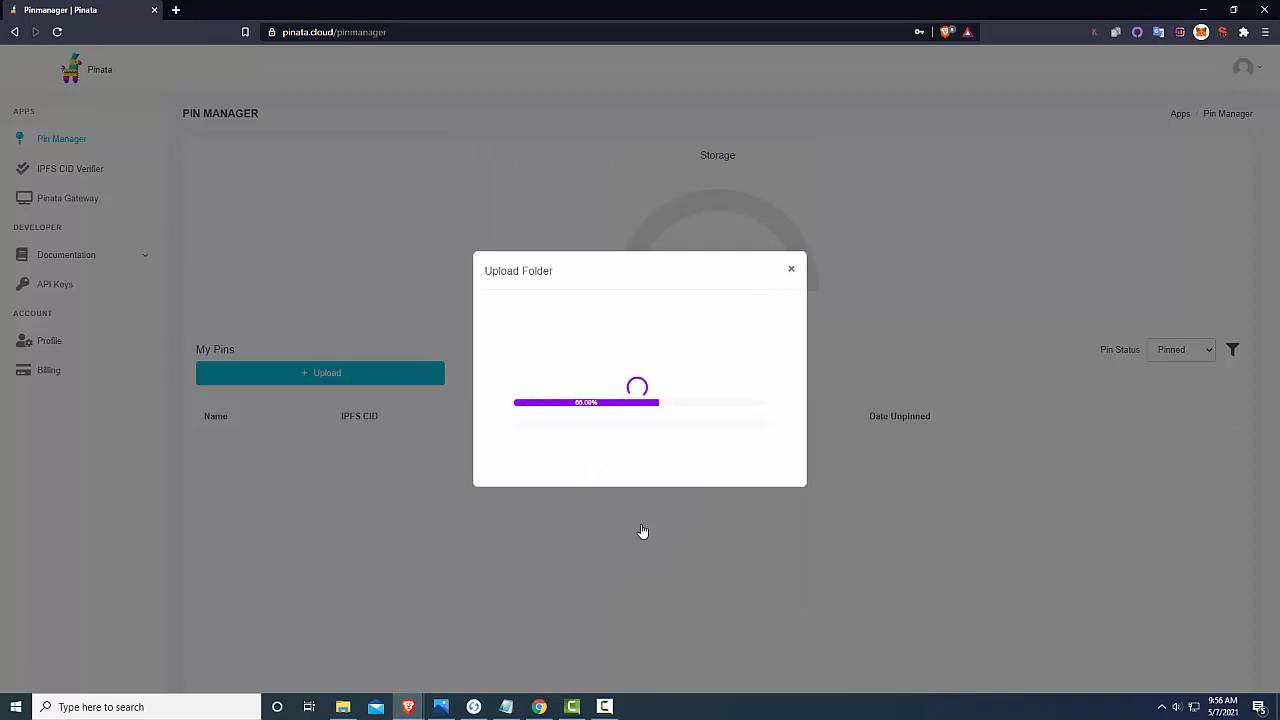 Pinmanager | Pinata
pinata.cloud/pinmanager
Pinata
APPS
Pin Manager
IPFS CID Verifier
Pinata Gateway
DEVELOPER
Documentation
API Keys
ACCOUNT
Profile
Billing
PIN MANAGER
Apps / Pin Manager
Storage
Upload Folder
My Pins
Pin Status Pinned
+ Upload
Name IPFS CID Date Unpinned
Type here to search
9:56 AM
5/7/2021